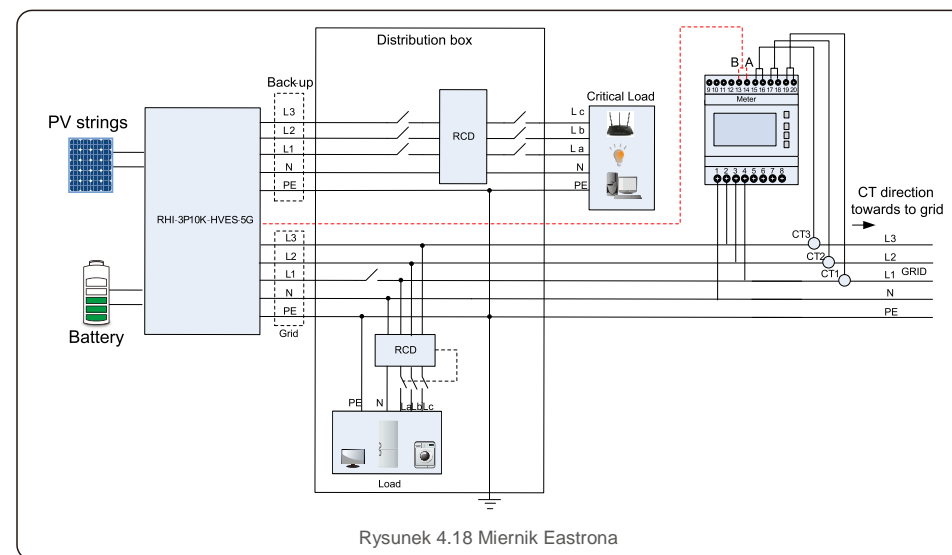 Distribution box
Back-up
PV strings
L3
L2
L1
N
PE
RCD
L c
L b
L a
N
PE
Critical Load
B A
9 10 11 12 13 14 15 16 17 18 19 20
Meter
1 2 3 4 5 6 7 8
CT direction
towards to grid
RHI-3P10K-HVES-5G
L3
L2
L1
N
PE
Grid
CT3
CT2
CT1
L3
L2
L1 GRID
N
PE
Battery
RCD
PE N LaLbLc
Load
Rysunek 4.18 Miernik Eastrona